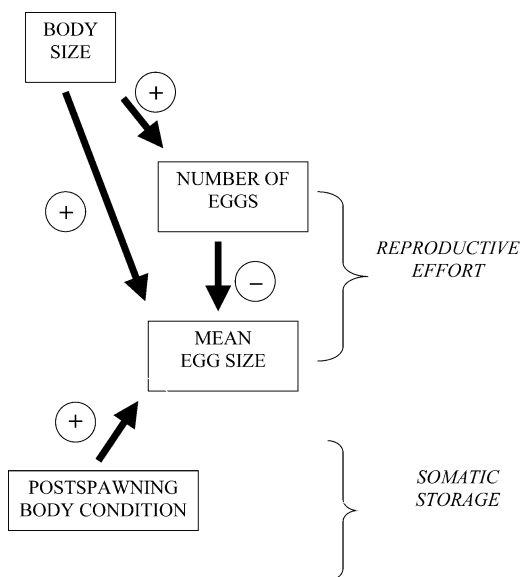 BODY
SIZE
+
NUMBER OF
EGGS
+
REPRODUCTIVE
EFFORT
−
MEAN
EGG SIZE
+
POSTSPAWNING
BODY CONDITION
SOMATIC
STORAGE